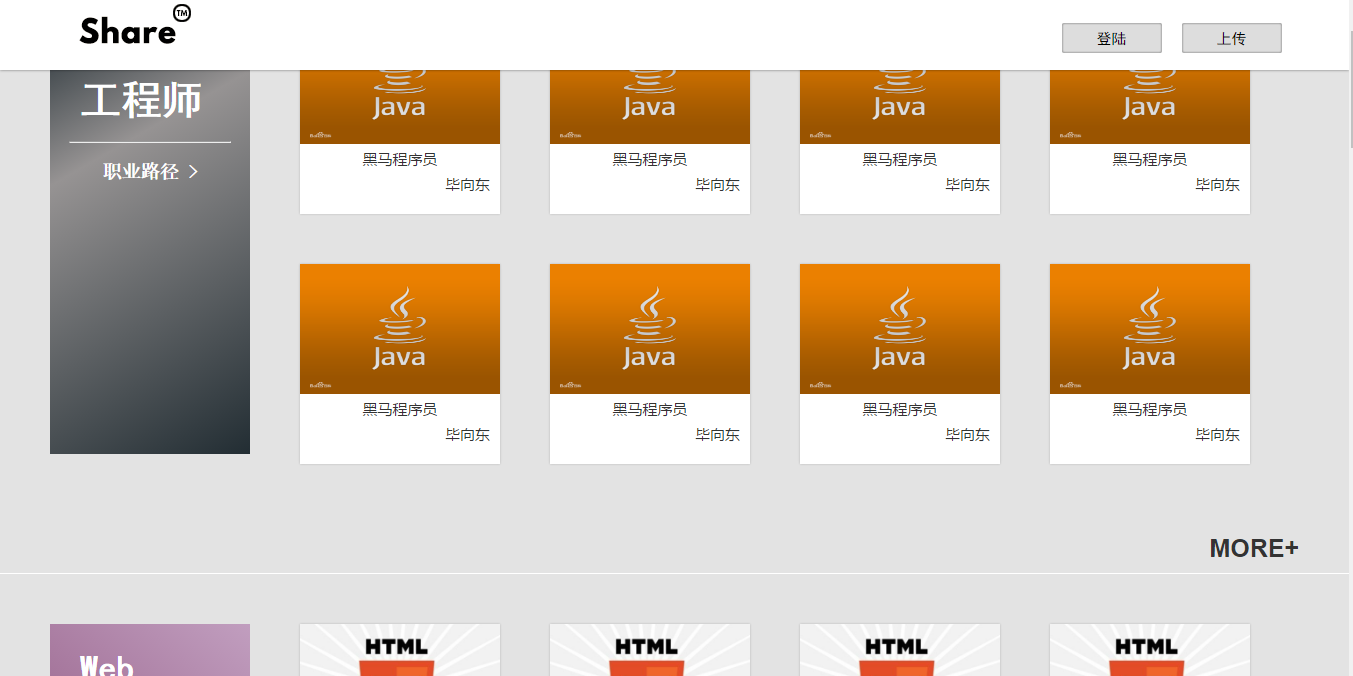 Share TM
登陆 上传
工程师
职业路径 >
Java Java Java Java
黑马程序员 黑马程序员 黑马程序员 黑马程序员
毕向东 毕向东 毕向东 毕向东
Java Java Java Java
黑马程序员 黑马程序员 黑马程序员 黑马程序员
毕向东 毕向东 毕向东 毕向东
MORE+
HTML HTML HTML HTML
Web